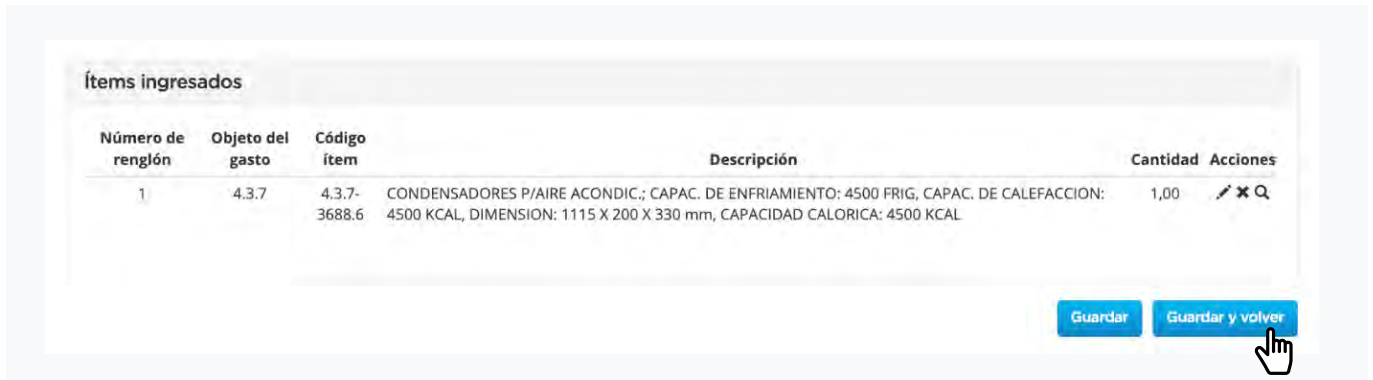 Ítems ingresados
Número de renglón Objeto del gasto Código ítem Descripción Cantidad Acciones
1 4.3.7 4.3.7- CONDENSADORES P/AIRE ACONDIC.; CAPAC. DE ENFRIAMIENTO: 4500 FRIG, CAPAC. DE CALEFACCION: 1,00
3688.6 4500 KCAL, DIMENSION: 1115 X 200 X 330 mm, CAPACIDAD CALORICA: 4500 KCAL
Guardar Guardar y volver